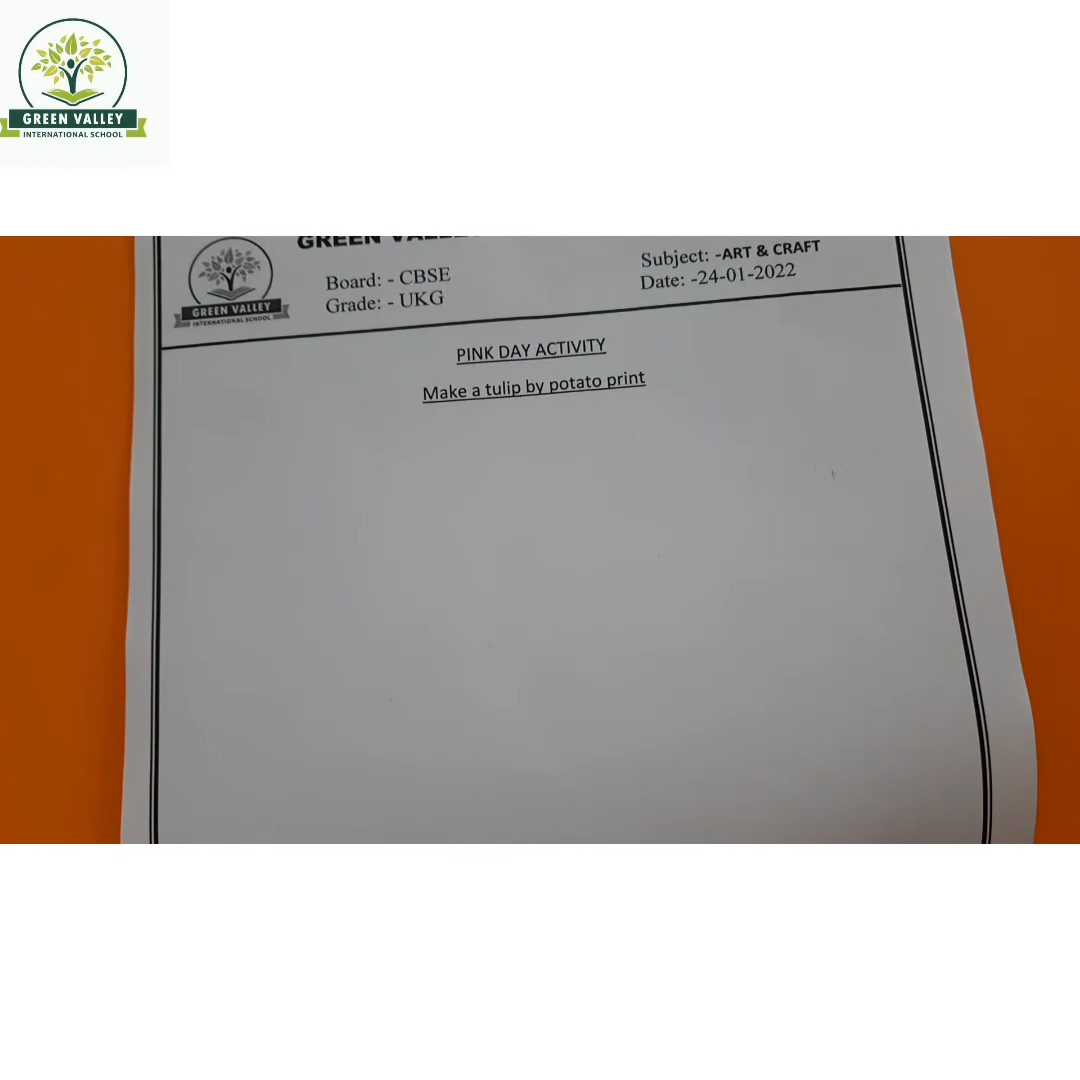 GREEN VALLEY
INTERNATIONAL SCHOOL
GREEN
Board: - CBSE
Grade: - UKG
Subject: -ART & CRAFT
Date: -24-01-2022
GREEN VALLEY
INTERNATIONAL SCHOOL
PINK DAY ACTIVITY
Make a tulip by potato print